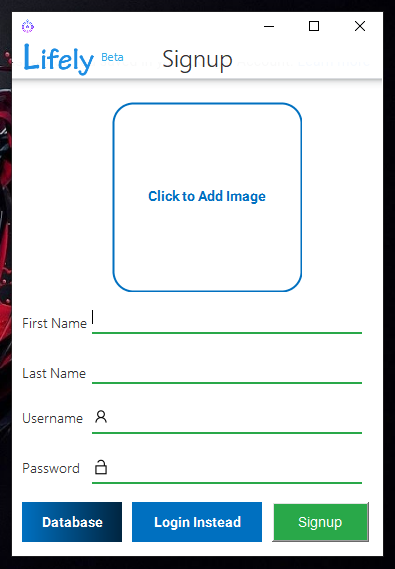 Lifely Beta Signup
Click to Add Image
First Name
Last Name
Username
Password
Database Login Instead Signup